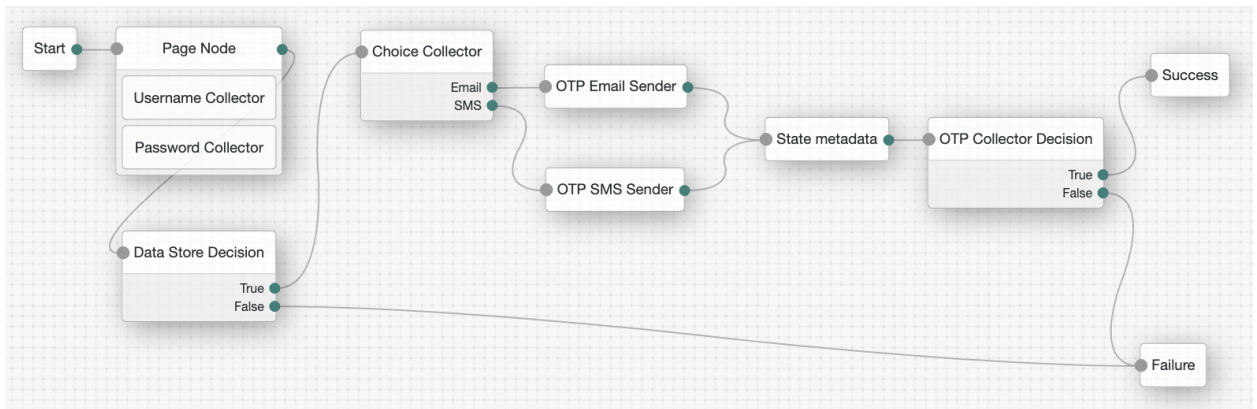 Start
Page Node
Username Collector
Password Collector
Data Store Decision
True
False
Choice Collector
Email
SMS
OTP Email Sender
OTP SMS Sender
State metadata
OTP Collector Decision
True
False
Success
Failure